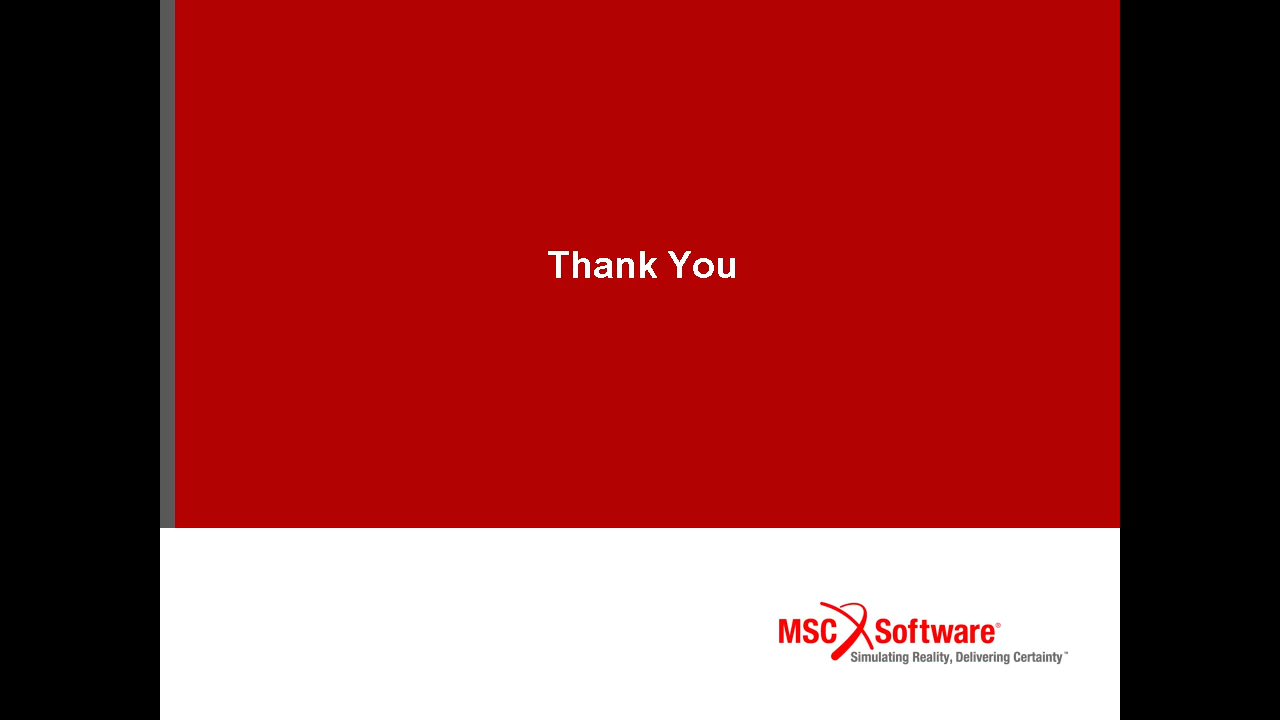 Thank You
MSC Software®
Simulating Reality, Delivering Certainty™